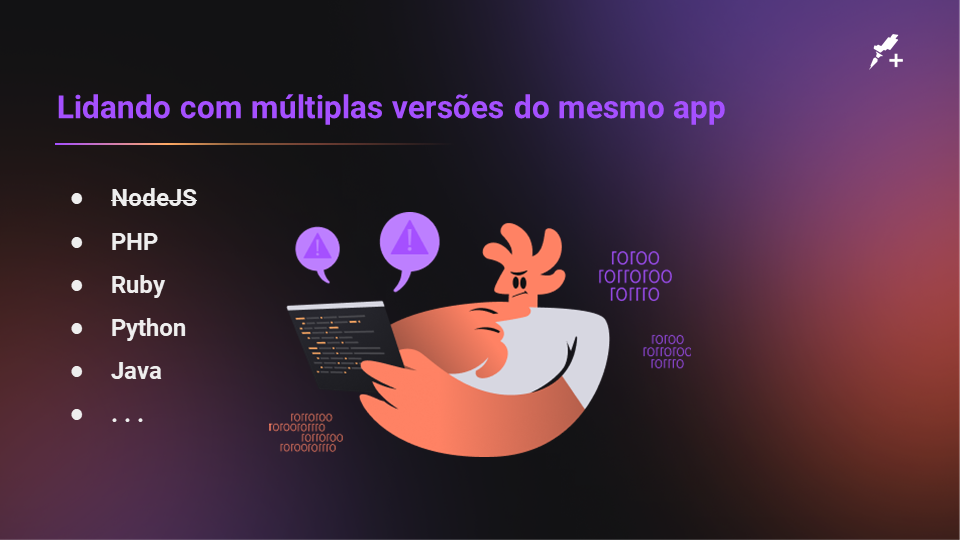 Lidando com múltiplas versões do mesmo app
● NodeJS
● PHP
● Ruby
● Python
● Java
● . . .
roroo
rorroroo
rorrro
roroo
rorroroc
rorrro
rorroroo
roroororrro
rorroroo
roroororrro